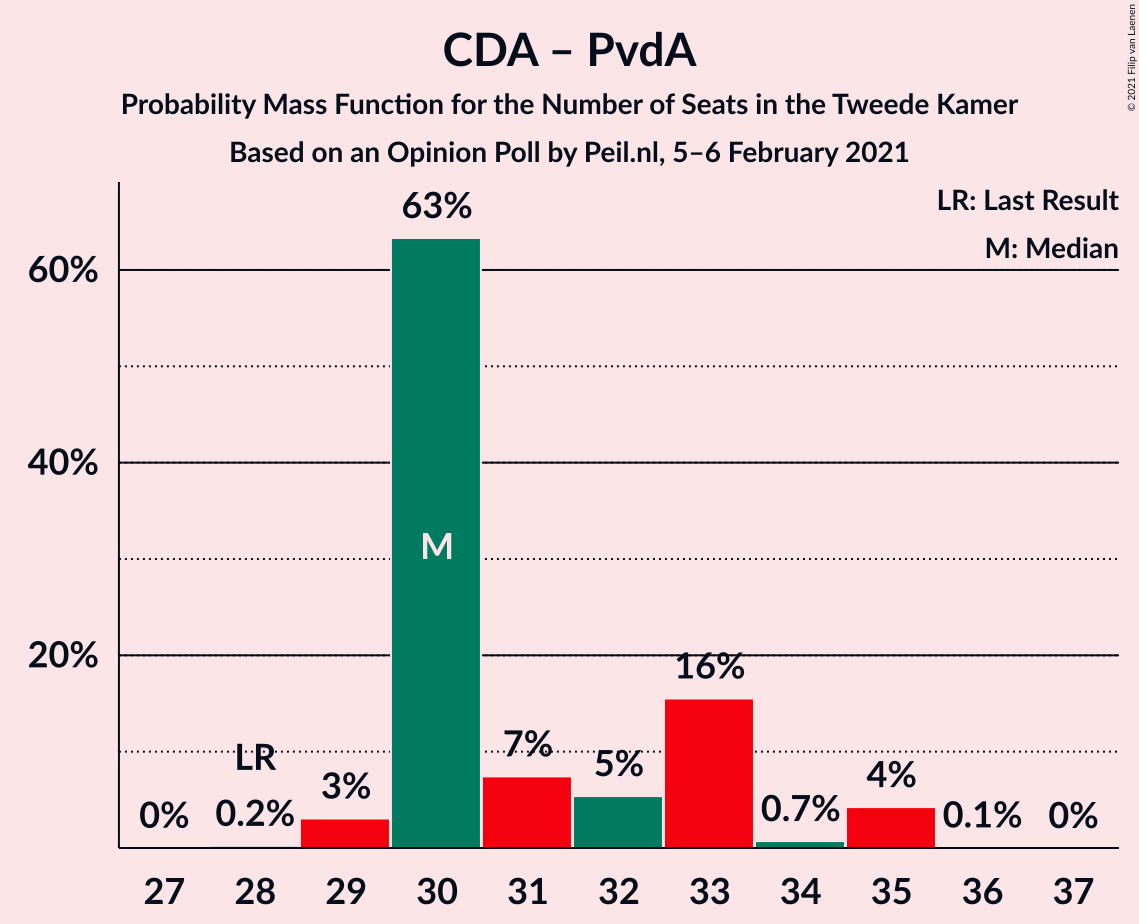 CDA – PvdA
Probability Mass Function for the Number of Seats in the Tweede Kamer
Based on an Opinion Poll by Peil.nl, 5–6 February 2021
© 2021 Filip van Laenen
LR: Last Result
M: Median
60%
40%
20%
0%
LR
0.2%
3%
63%
M
7%
5%
16%
0.7%
4%
0.1%
0%
27 28 29 30 31 32 33 34 35 36 37